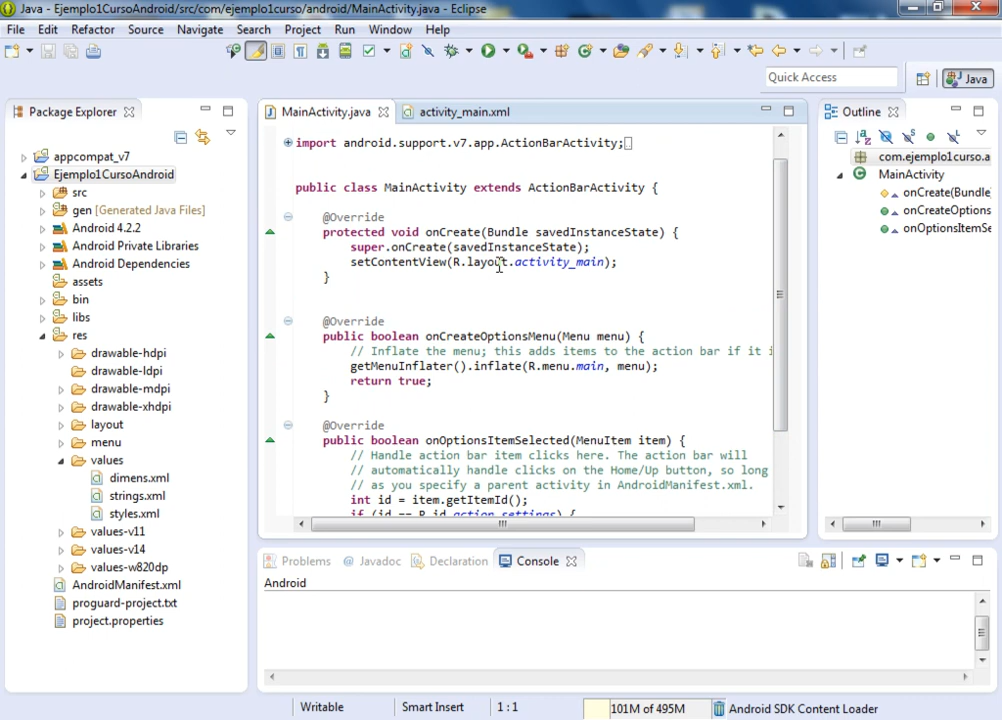 Java - Ejemplo1CursoAndroid/src/com/ejemplo1curso/android/MainActivity.java - Eclipse
File Edit Refactor Source Navigate Search Project Run Window Help
Quick Access
Java
Package Explorer
appcompat_v7
Ejemplo1CursoAndroid
src
gen [Generated Java Files]
Android 4.2.2
Android Private Libraries
Android Dependencies
assets
bin
libs
res
drawable-hdpi
drawable-ldpi
drawable-mdpi
drawable-xhdpi
layout
menu
values
dimens.xml
strings.xml
styles.xml
values-v11
values-v14
values-w820dp
AndroidManifest.xml
proguard-project.txt
project.properties
MainActivity.java activity_main.xml
import android.support.v7.app.ActionBarActivity;
public class MainActivity extends ActionBarActivity {
@Override
protected void onCreate(Bundle savedInstanceState) {
super.onCreate(savedInstanceState);
setContentView(R.layout.activity_main);
}
@Override
public boolean onCreateOptionsMenu(Menu menu) {
// Inflate the menu; this adds items to the action bar if it i
getMenuInflater().inflate(R.menu.main, menu);
return true;
}
@Override
public boolean onOptionsItemSelected(MenuItem item) {
// Handle action bar item clicks here. The action bar will
// automatically handle clicks on the Home/Up button, so long
// as you specify a parent activity in AndroidManifest.xml.
int id = item.getItemId();
if (id == R.id.action_settings) {
Outline
com.ejemplo1curso.a
MainActivity
onCreate(Bundle
onCreateOptions
onOptionsItemSe
Problems @ Javadoc Declaration Console
Android
Writable Smart Insert 1 : 1 101M of 495M Android SDK Content Loader